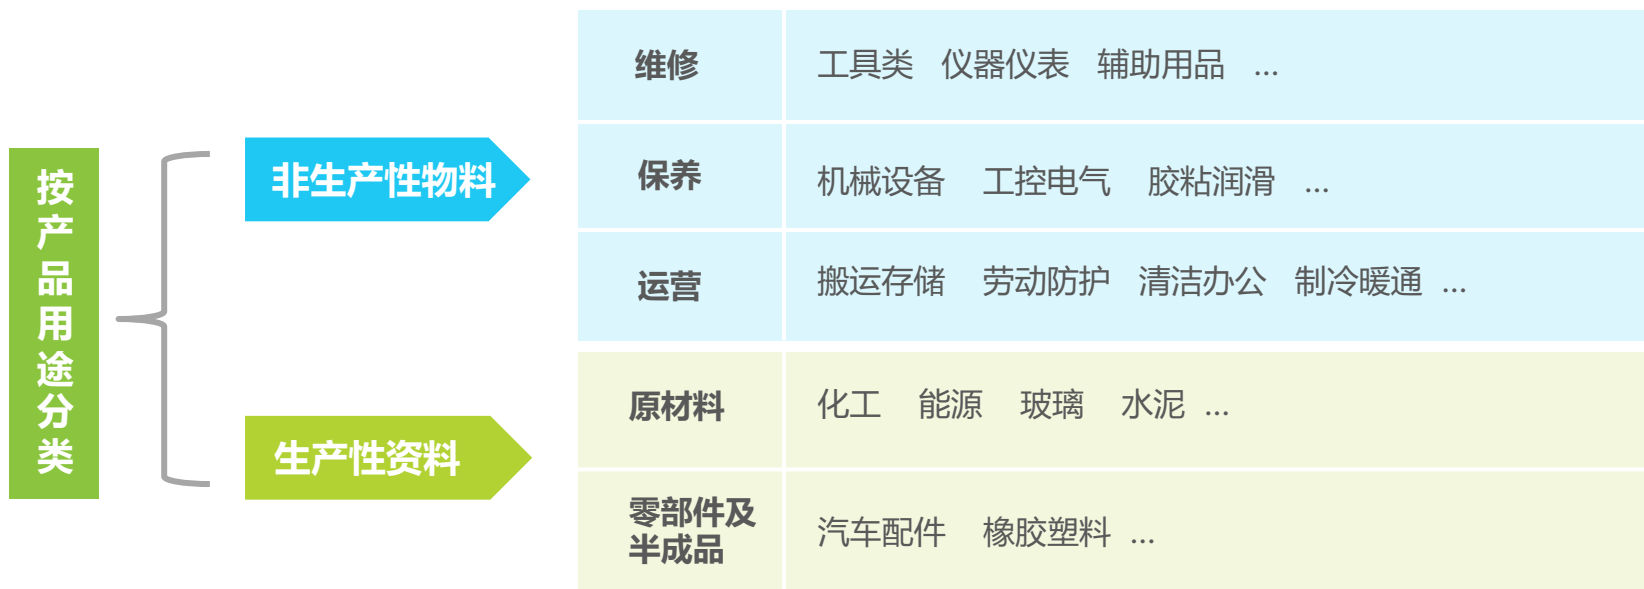 按产品用途分类
非生产性物料
维修
工具类 仪器仪表 辅助用品 ...
保养
机械设备 工控电气 胶粘润滑 ...
运营
搬运存储 劳动防护 清洁办公 制冷暖通 ...
生产性资料
原材料
化工 能源 玻璃 水泥 ...
零部件及
半成品
汽车配件 橡胶塑料 ...